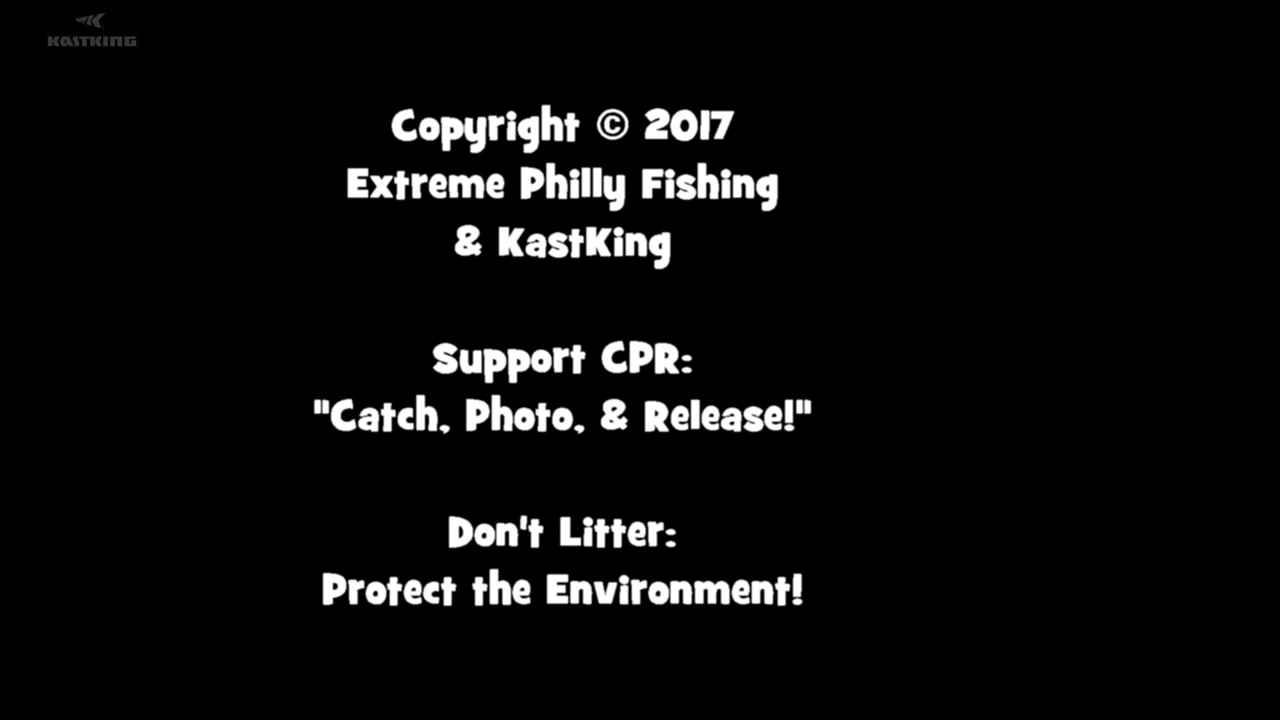 KASTKING
Copyright © 2017
Extreme Philly Fishing
& KastKing
Support CPR:
"Catch, Photo, & Release!"
Don't Litter:
Protect the Environment!